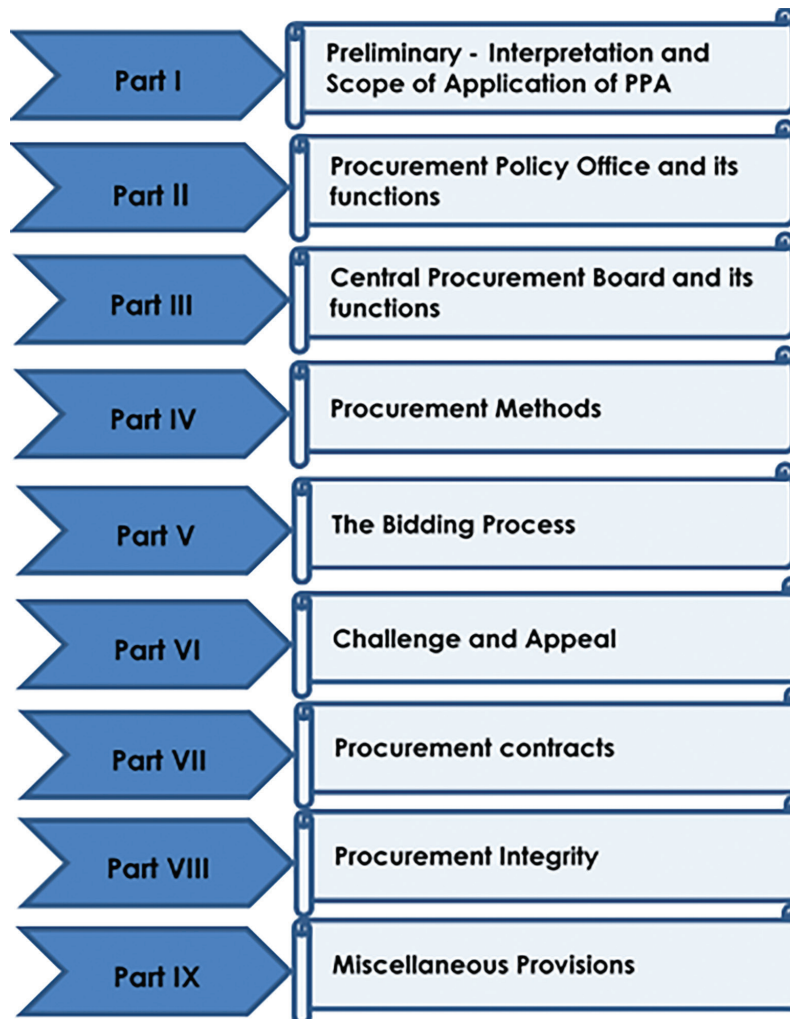 Part I
Preliminary - Interpretation and
Scope of Application of PPA
Part II
Procurement Policy Office and its
functions
Part III
Central Procurement Board and its
functions
Part IV
Procurement Methods
Part V
The Bidding Process
Part VI
Challenge and Appeal
Part VII
Procurement contracts
Part VIII
Procurement Integrity
Part IX
Miscellaneous Provisions